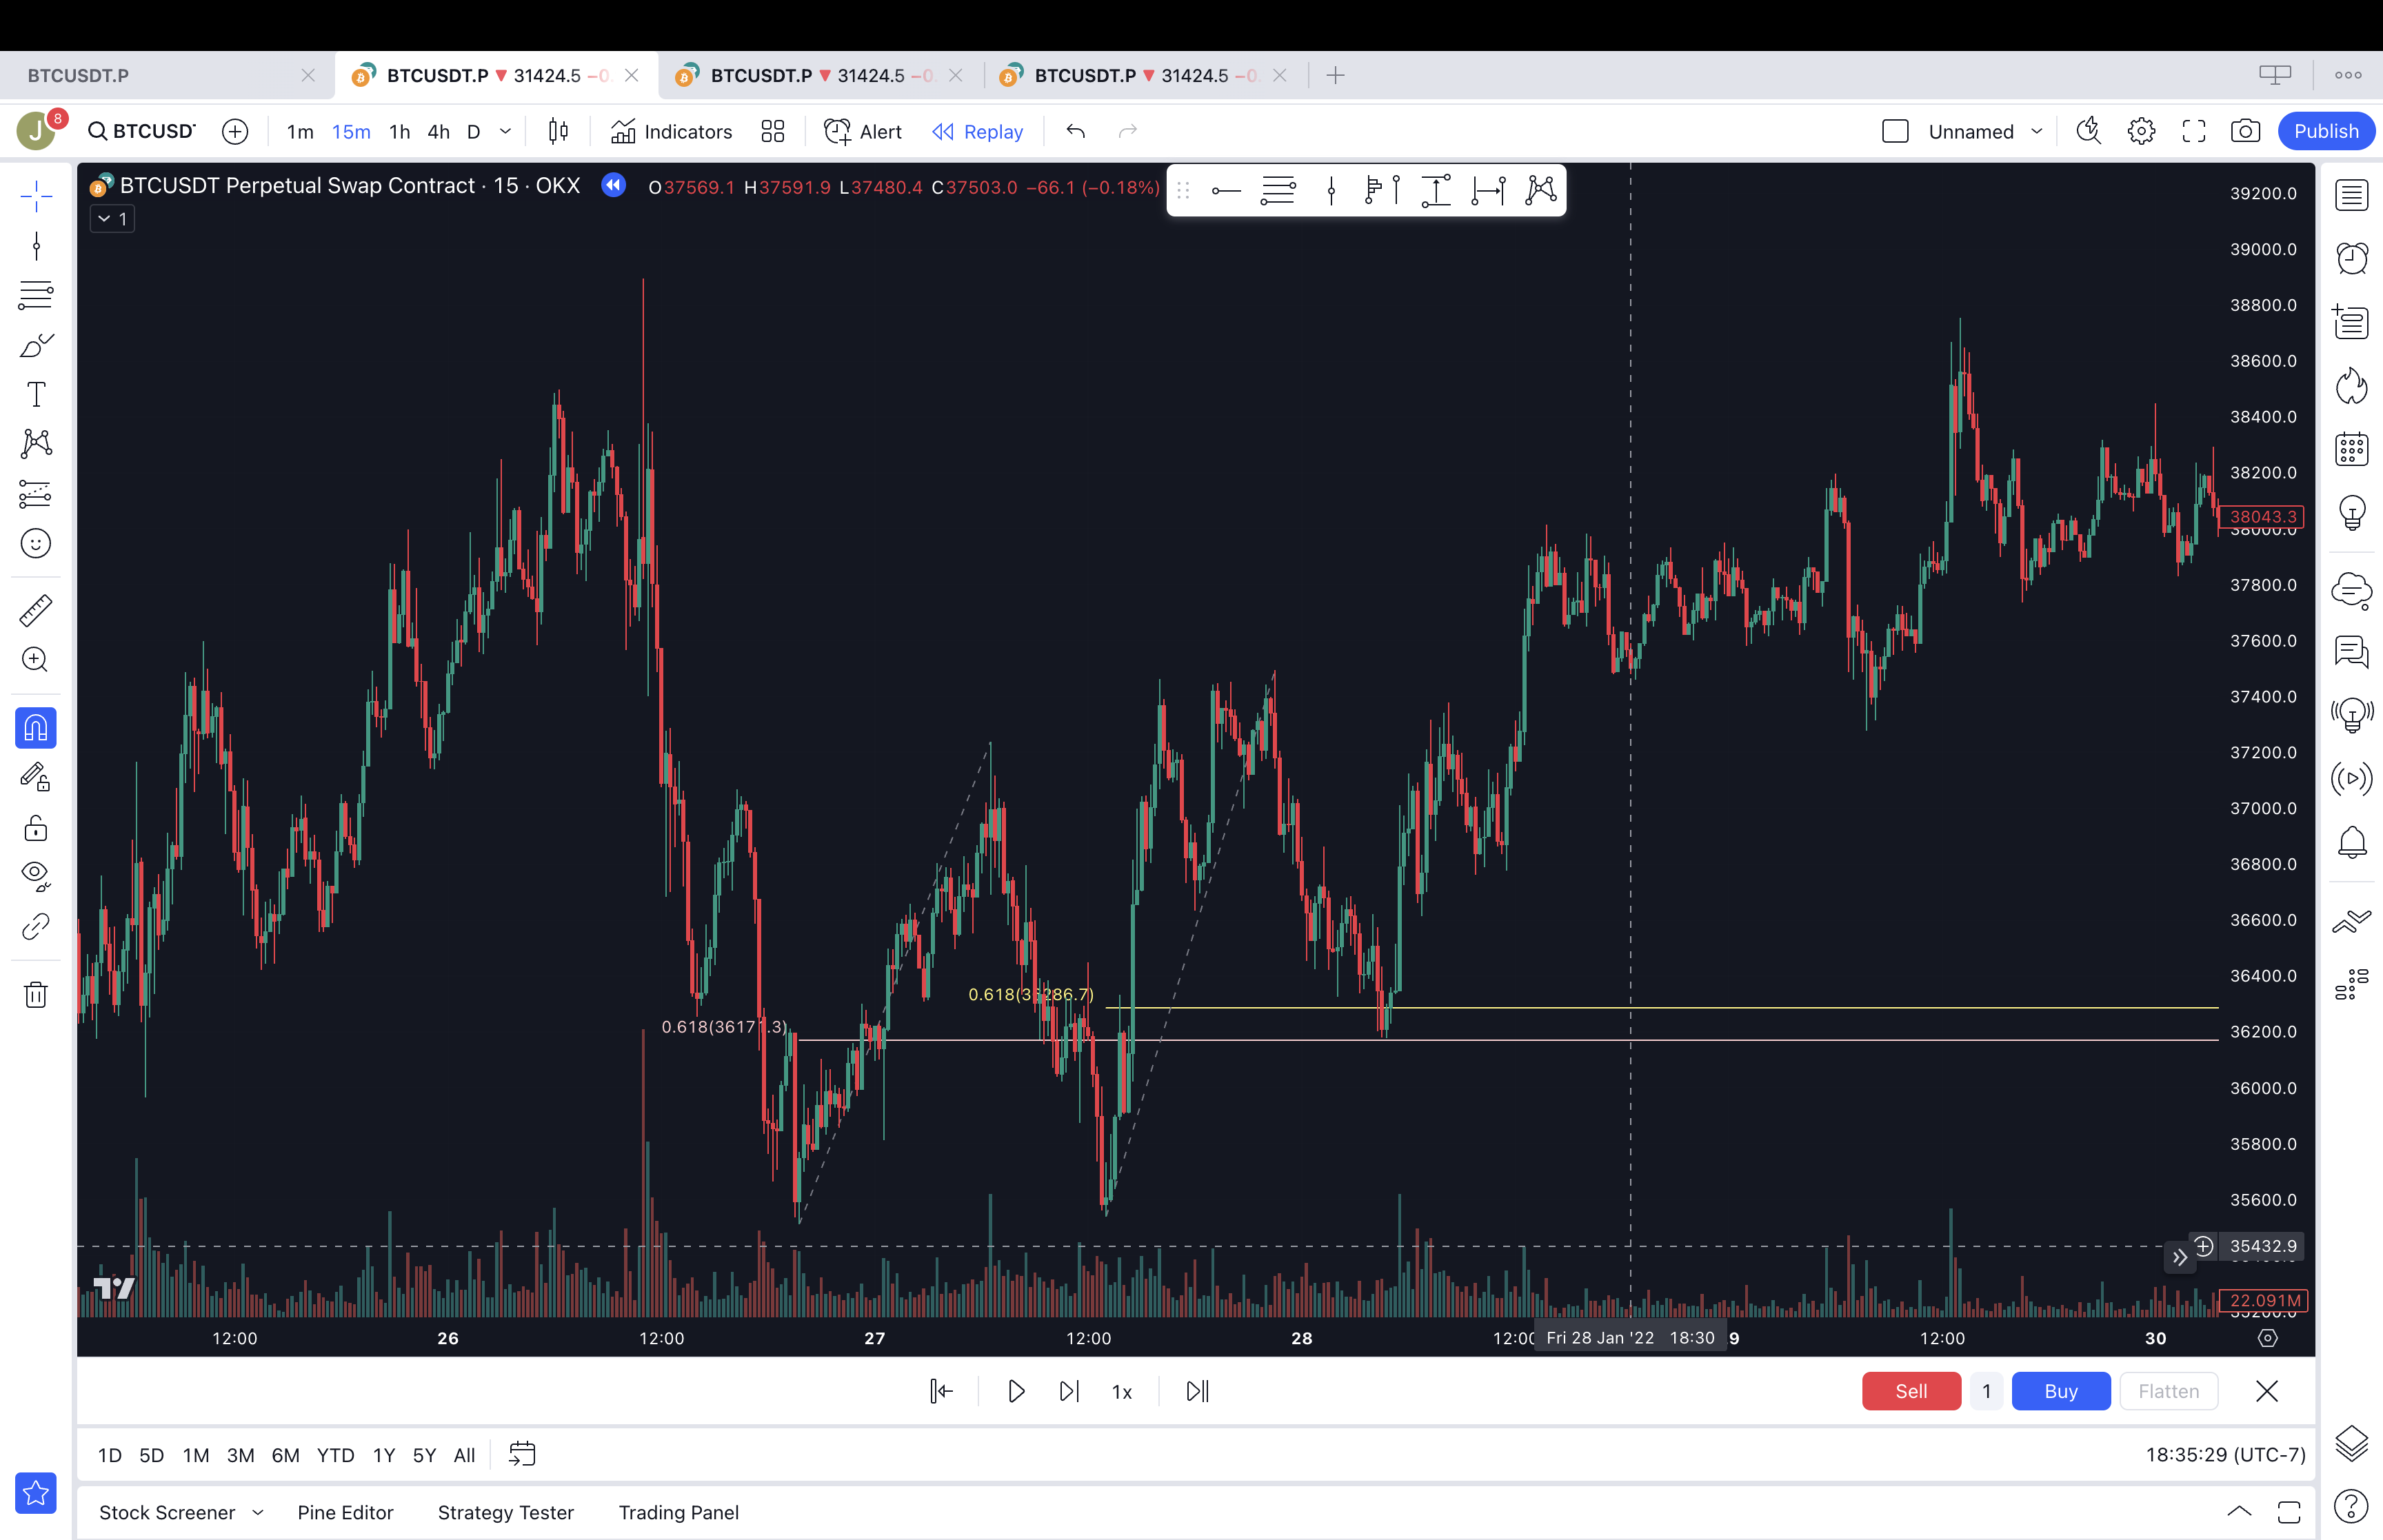 BTCUSDT.P
BTCUSDT.P ▼ 31424.5 −0.
BTCUSDT.P ▼ 31424.5 −0.
BTCUSDT.P ▼ 31424.5 −0.
J 8 BTCUSD 1m 15m 1h 4h D Indicators Alert Replay Unnamed Publish
BTCUSDT Perpetual Swap Contract · 15 · OKX O37569.1 H37591.9 L37480.4 C37503.0 −66.1 (−0.18%)
1
39200.0
39000.0
38800.0
38600.0
38400.0
38200.0
38043.3
38000.0
37800.0
37600.0
37400.0
37200.0
37000.0
36800.0
36600.0
36400.0
0.618(36286.7)
0.618(36171.3)
36200.0
36000.0
35800.0
35600.0
35432.9
22.091M
12:00 26 12:00 27 12:00 28 12:00 Fri 28 Jan '22 18:30 9 12:00 30
1x Sell 1 Buy Flatten
1D 5D 1M 3M 6M YTD 1Y 5Y All 18:35:29 (UTC-7)
Stock Screener Pine Editor Strategy Tester Trading Panel